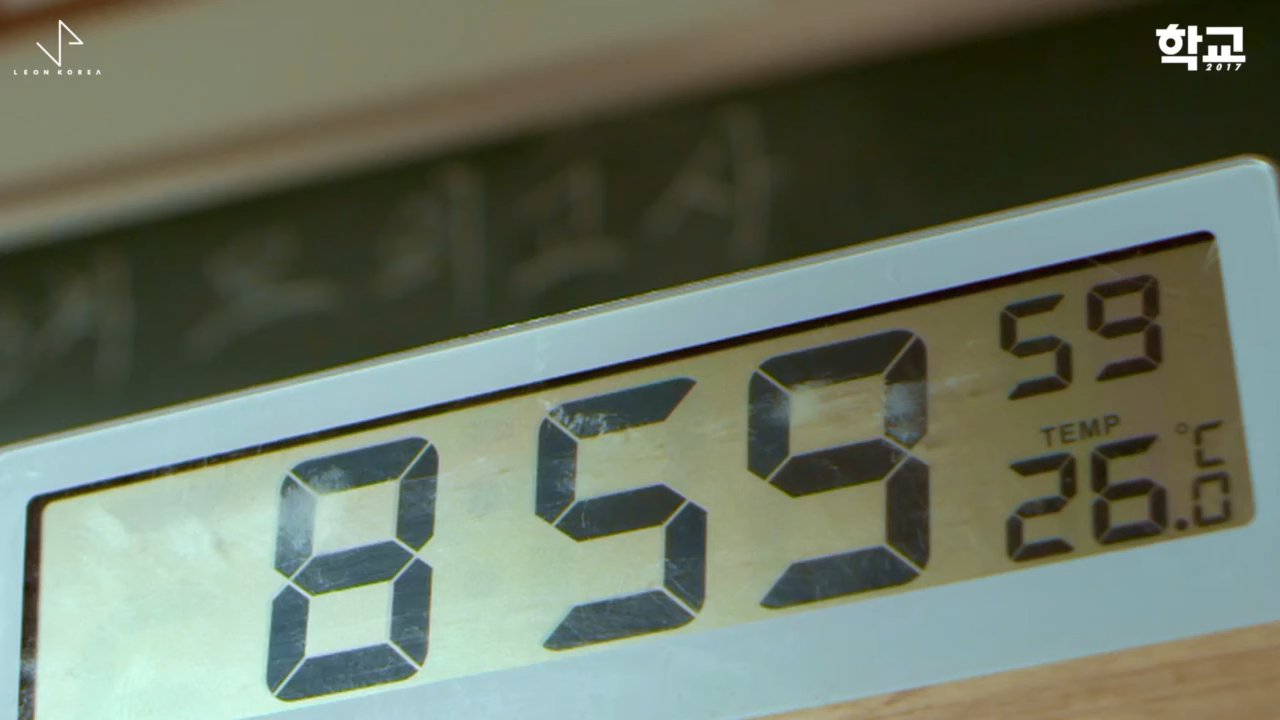 LEON KOREA
학교
2017
8 59 59
TEMP
26.0 °C